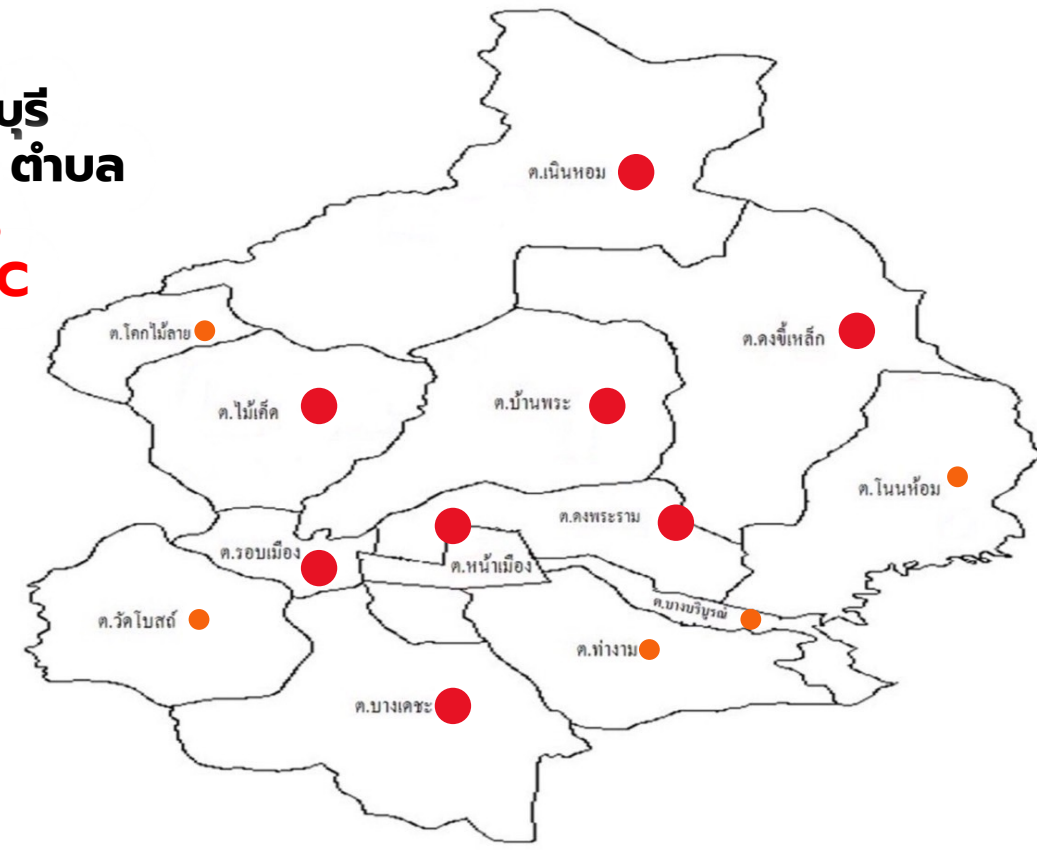 บุรี
ตำบล
C
ต.เนินหอม
ต.โคกไม้ลาย
ต.ดงขี้เหล็ก
ต.ไม้เค็ด
ต.บ้านพระ
ต.โนนห้อม
ต.ดงพระราม
ต.รอบเมือง
ต.หน้าเมือง
ต.บางบริบูรณ์
ต.วัดโบสถ์
ต.ท่างาม
ต.บางเดชะ